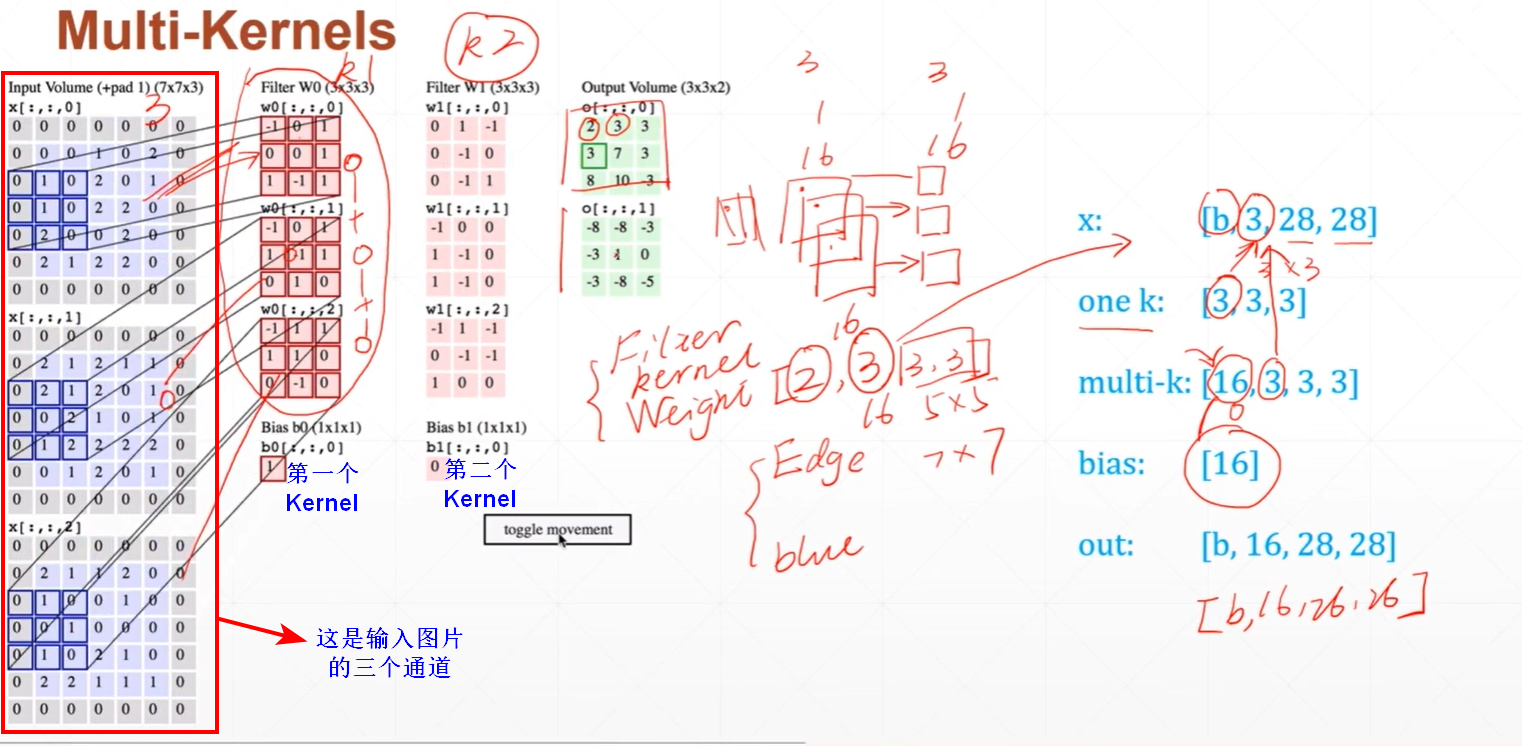 Multi-Kernels
k1
k2
Input Volume (+pad 1) (7x7x3)
x[:,:,0]
3
0 0 0 0 0 0 0
0 0 0 1 0 2 0
0 1 0 2 0 1 0
0 1 0 2 2 0 0
0 2 0 0 2 0 0
0 2 1 2 2 0 0
0 0 0 0 0 0 0
x[:,:,1]
0 0 0 0 0 0 0
0 2 1 2 1 1 0
0 2 1 2 0 1 0
0 0 2 1 0 1 0
0 1 2 2 2 2 0
0 0 1 2 0 1 0
0 0 0 0 0 0 0
x[:,:,2]
0 0 0 0 0 0 0
0 2 1 1 2 0 0
0 1 0 0 1 0 0
0 0 1 0 0 0 0
0 1 0 2 1 0 0
0 2 2 1 1 1 0
0 0 0 0 0 0 0
Filter W0 (3x3x3)
w0[:,:,0]
-1 0 1
0 0 1
1 -1 1
w0[:,:,1]
-1 0 1
1 -1 1
0 1 0
w0[:,:,2]
-1 1 1
1 1 0
0 -1 0
Bias b0 (1x1x1)
b0[:,:,0]
1
第一个
Kernel
0
+
0
+
0
0
Filter W1 (3x3x3)
w1[:,:,0]
0 1 -1
0 -1 0
0 -1 1
w1[:,:,1]
-1 0 0
1 -1 0
1 -1 0
w1[:,:,2]
-1 1 -1
0 -1 -1
1 0 0
Bias b1 (1x1x1)
b1[:,:,0]
0
第二个
Kernel
toggle movement
Output Volume (3x3x2)
o[:,:,0]
2 3 3
3 7 3
8 10 -3
o[:,:,1]
-8 -8 -3
-3 1 0
-3 -8 -5
3
1
16
3
1
16
Filter
kernel
Weight
[2, 3, 3, 3]
16
16
5×5
Edge
7×7
blue
x: [b, 3, 28, 28]
3×3
one k: [3, 3, 3]
multi-k: [16, 3, 3, 3]
0
bias: [16]
out: [b, 16, 28, 28]
[b,16,26,26]
这是输入图片
的三个通道